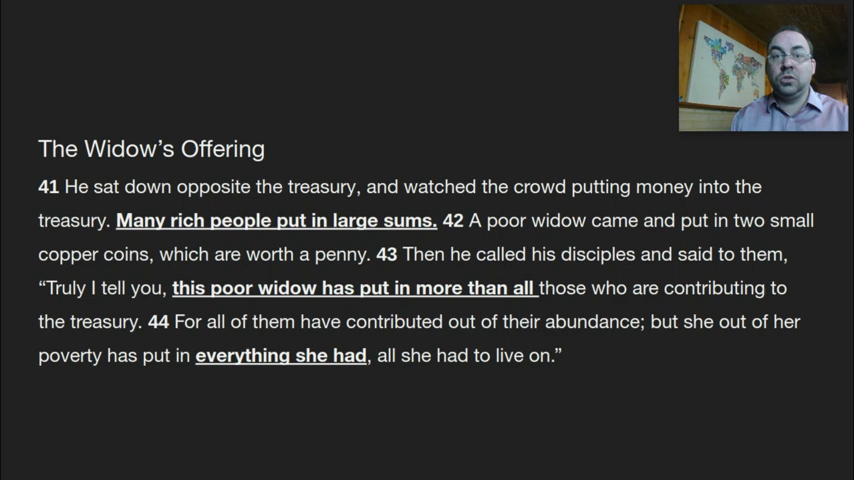 The Widow’s Offering
41 He sat down opposite the treasury, and watched the crowd putting money into the
treasury. Many rich people put in large sums. 42 A poor widow came and put in two small
copper coins, which are worth a penny. 43 Then he called his disciples and said to them,
“Truly I tell you, this poor widow has put in more than all those who are contributing to
the treasury. 44 For all of them have contributed out of their abundance; but she out of her
poverty has put in everything she had, all she had to live on.”